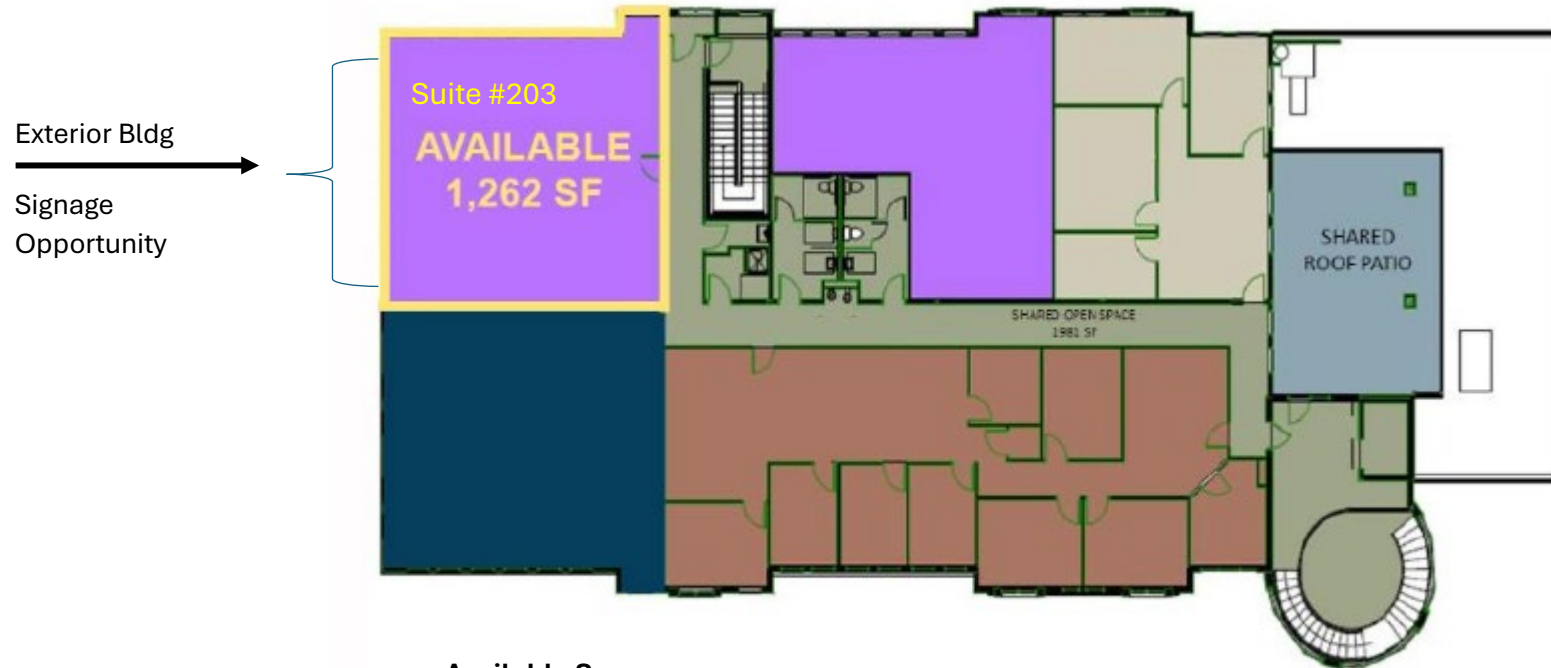 Exterior Bldg
Signage
Opportunity
Suite #203
AVAILABLE
1,262 SF
SHARED
ROOF PATIO
SHARED OPEN SPACE
1981 SF